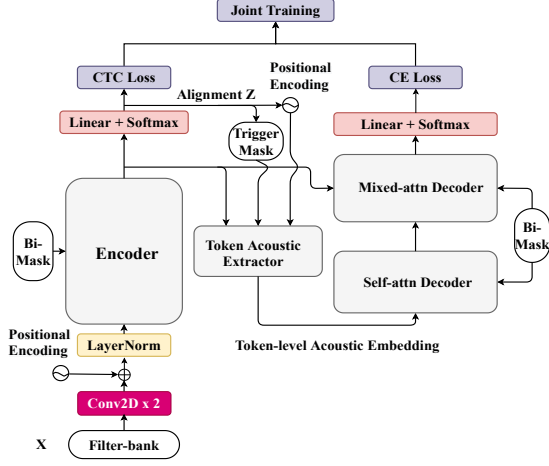 Joint Training
CTC Loss
CE Loss
Positional
Encoding
Alignment Z
Linear + Softmax
Linear + Softmax
Trigger
Mask
Mixed-attn Decoder
Bi-
Mask
Encoder
Token Acoustic
Extractor
Bi-
Mask
Self-attn Decoder
Positional
Encoding
LayerNorm
Token-level Acoustic Embedding
Conv2D x 2
X
Filter-bank